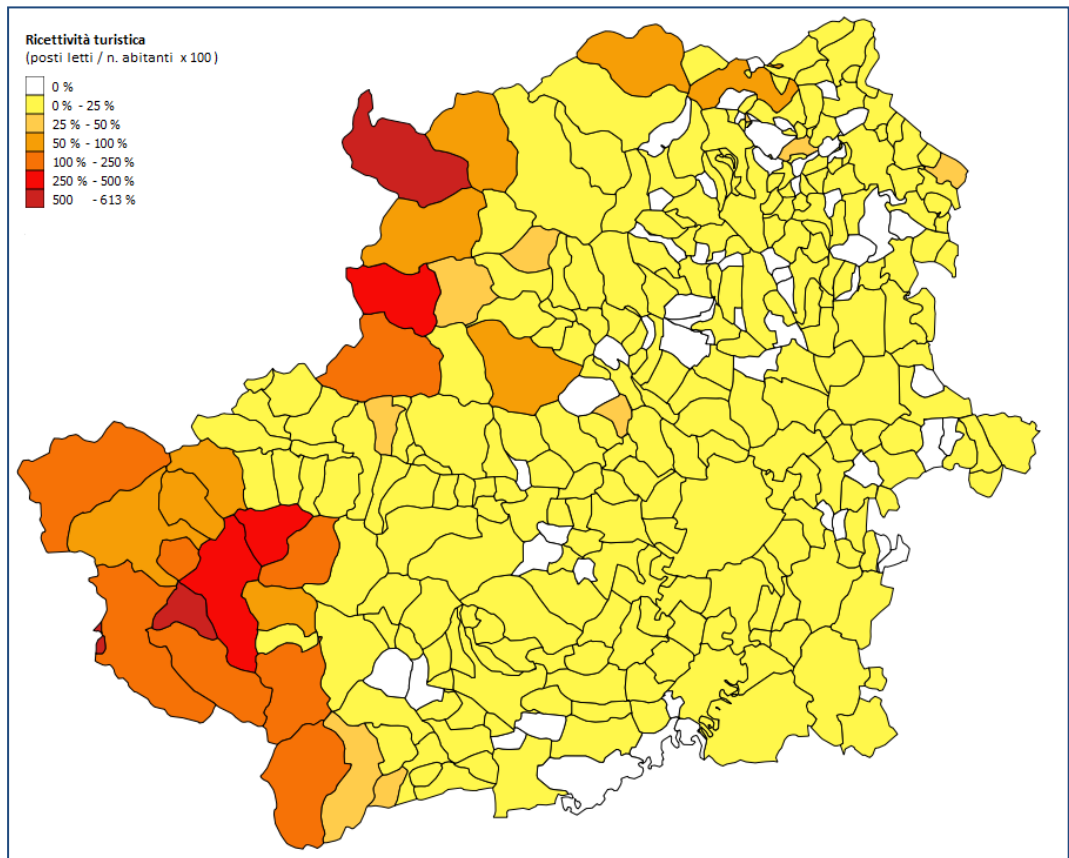 Ricettività turistica
(posti letti / n. abitanti x 100 )
0 %
0 % - 25 %
25 % - 50 %
50 % - 100 %
100 % - 250 %
250 % - 500 %
500 - 613 %